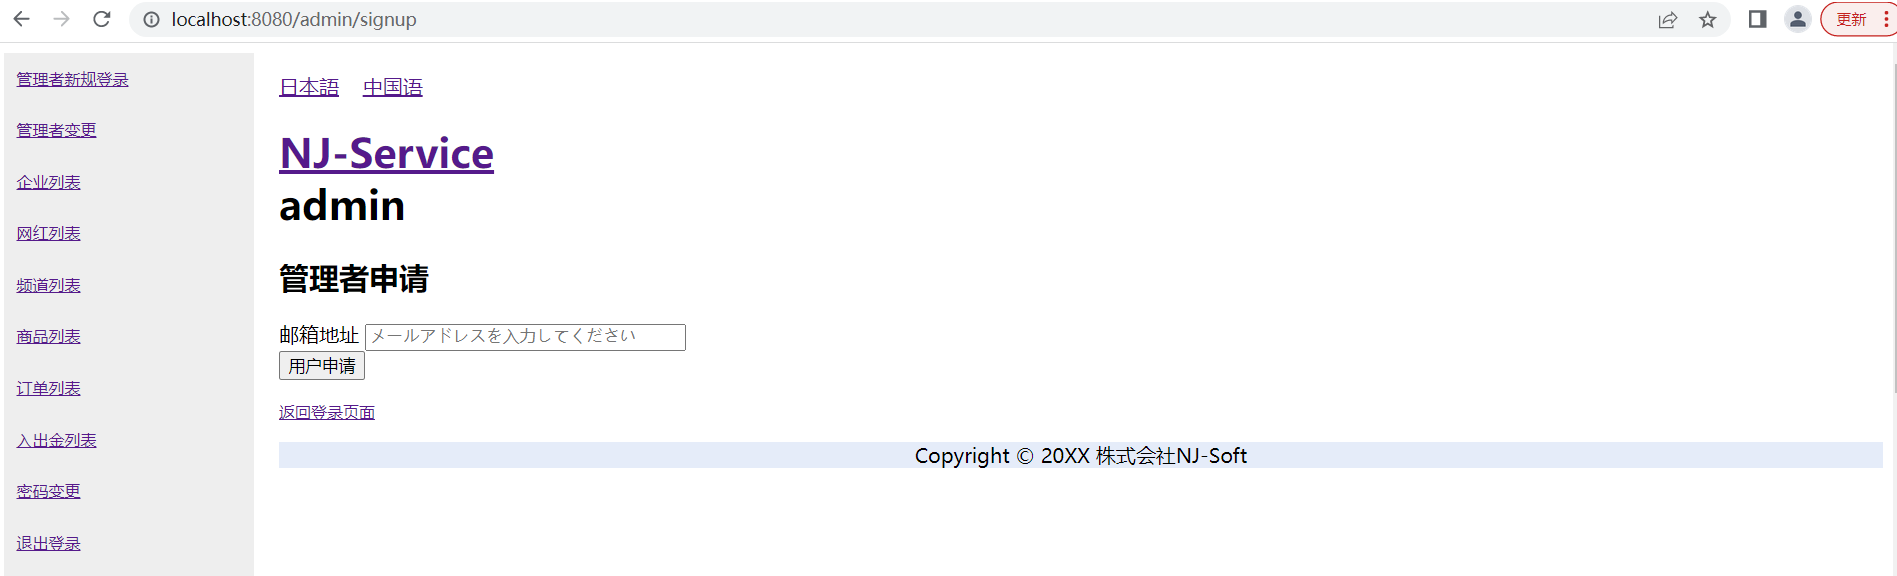 localhost:8080/admin/signup
更新
管理者新规登录
管理者变更
企业列表
网红列表
频道列表
商品列表
订单列表
入出金列表
密码变更
退出登录
日本語 中国语
NJ-Service
admin
管理者申请
邮箱地址 メールアドレスを入力してください
用户申请
返回登录页面
Copyright © 20XX 株式会社NJ-Soft